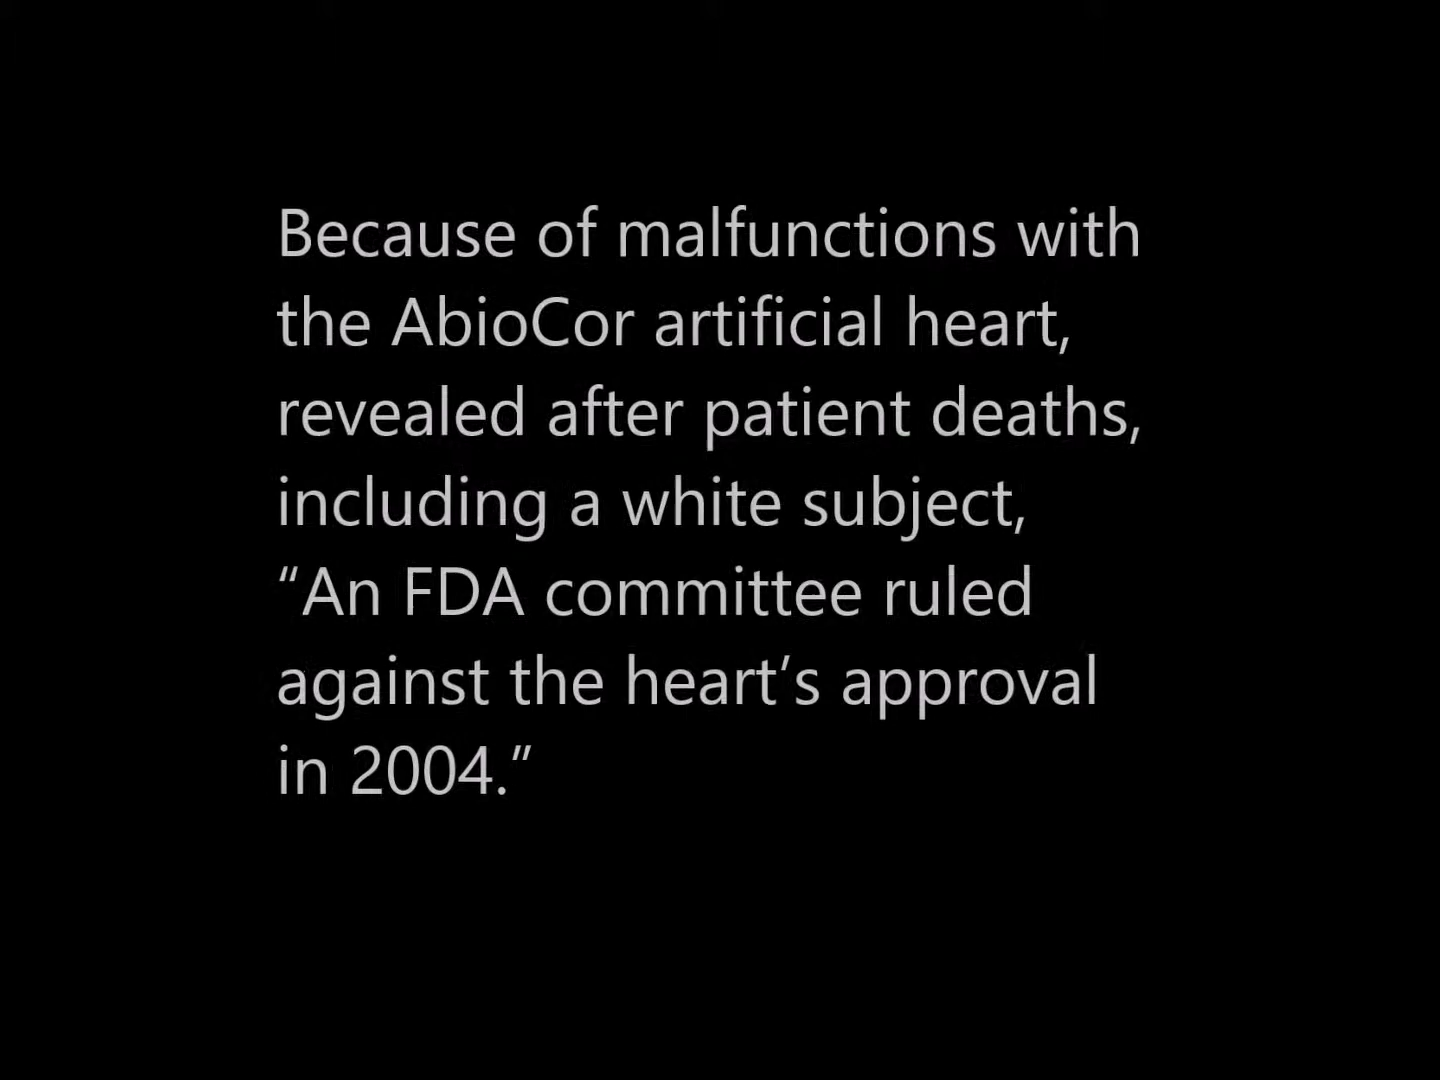 Because of malfunctions with
the AbioCor artificial heart,
revealed after patient deaths,
including a white subject,
“An FDA committee ruled
against the heart’s approval
in 2004.”